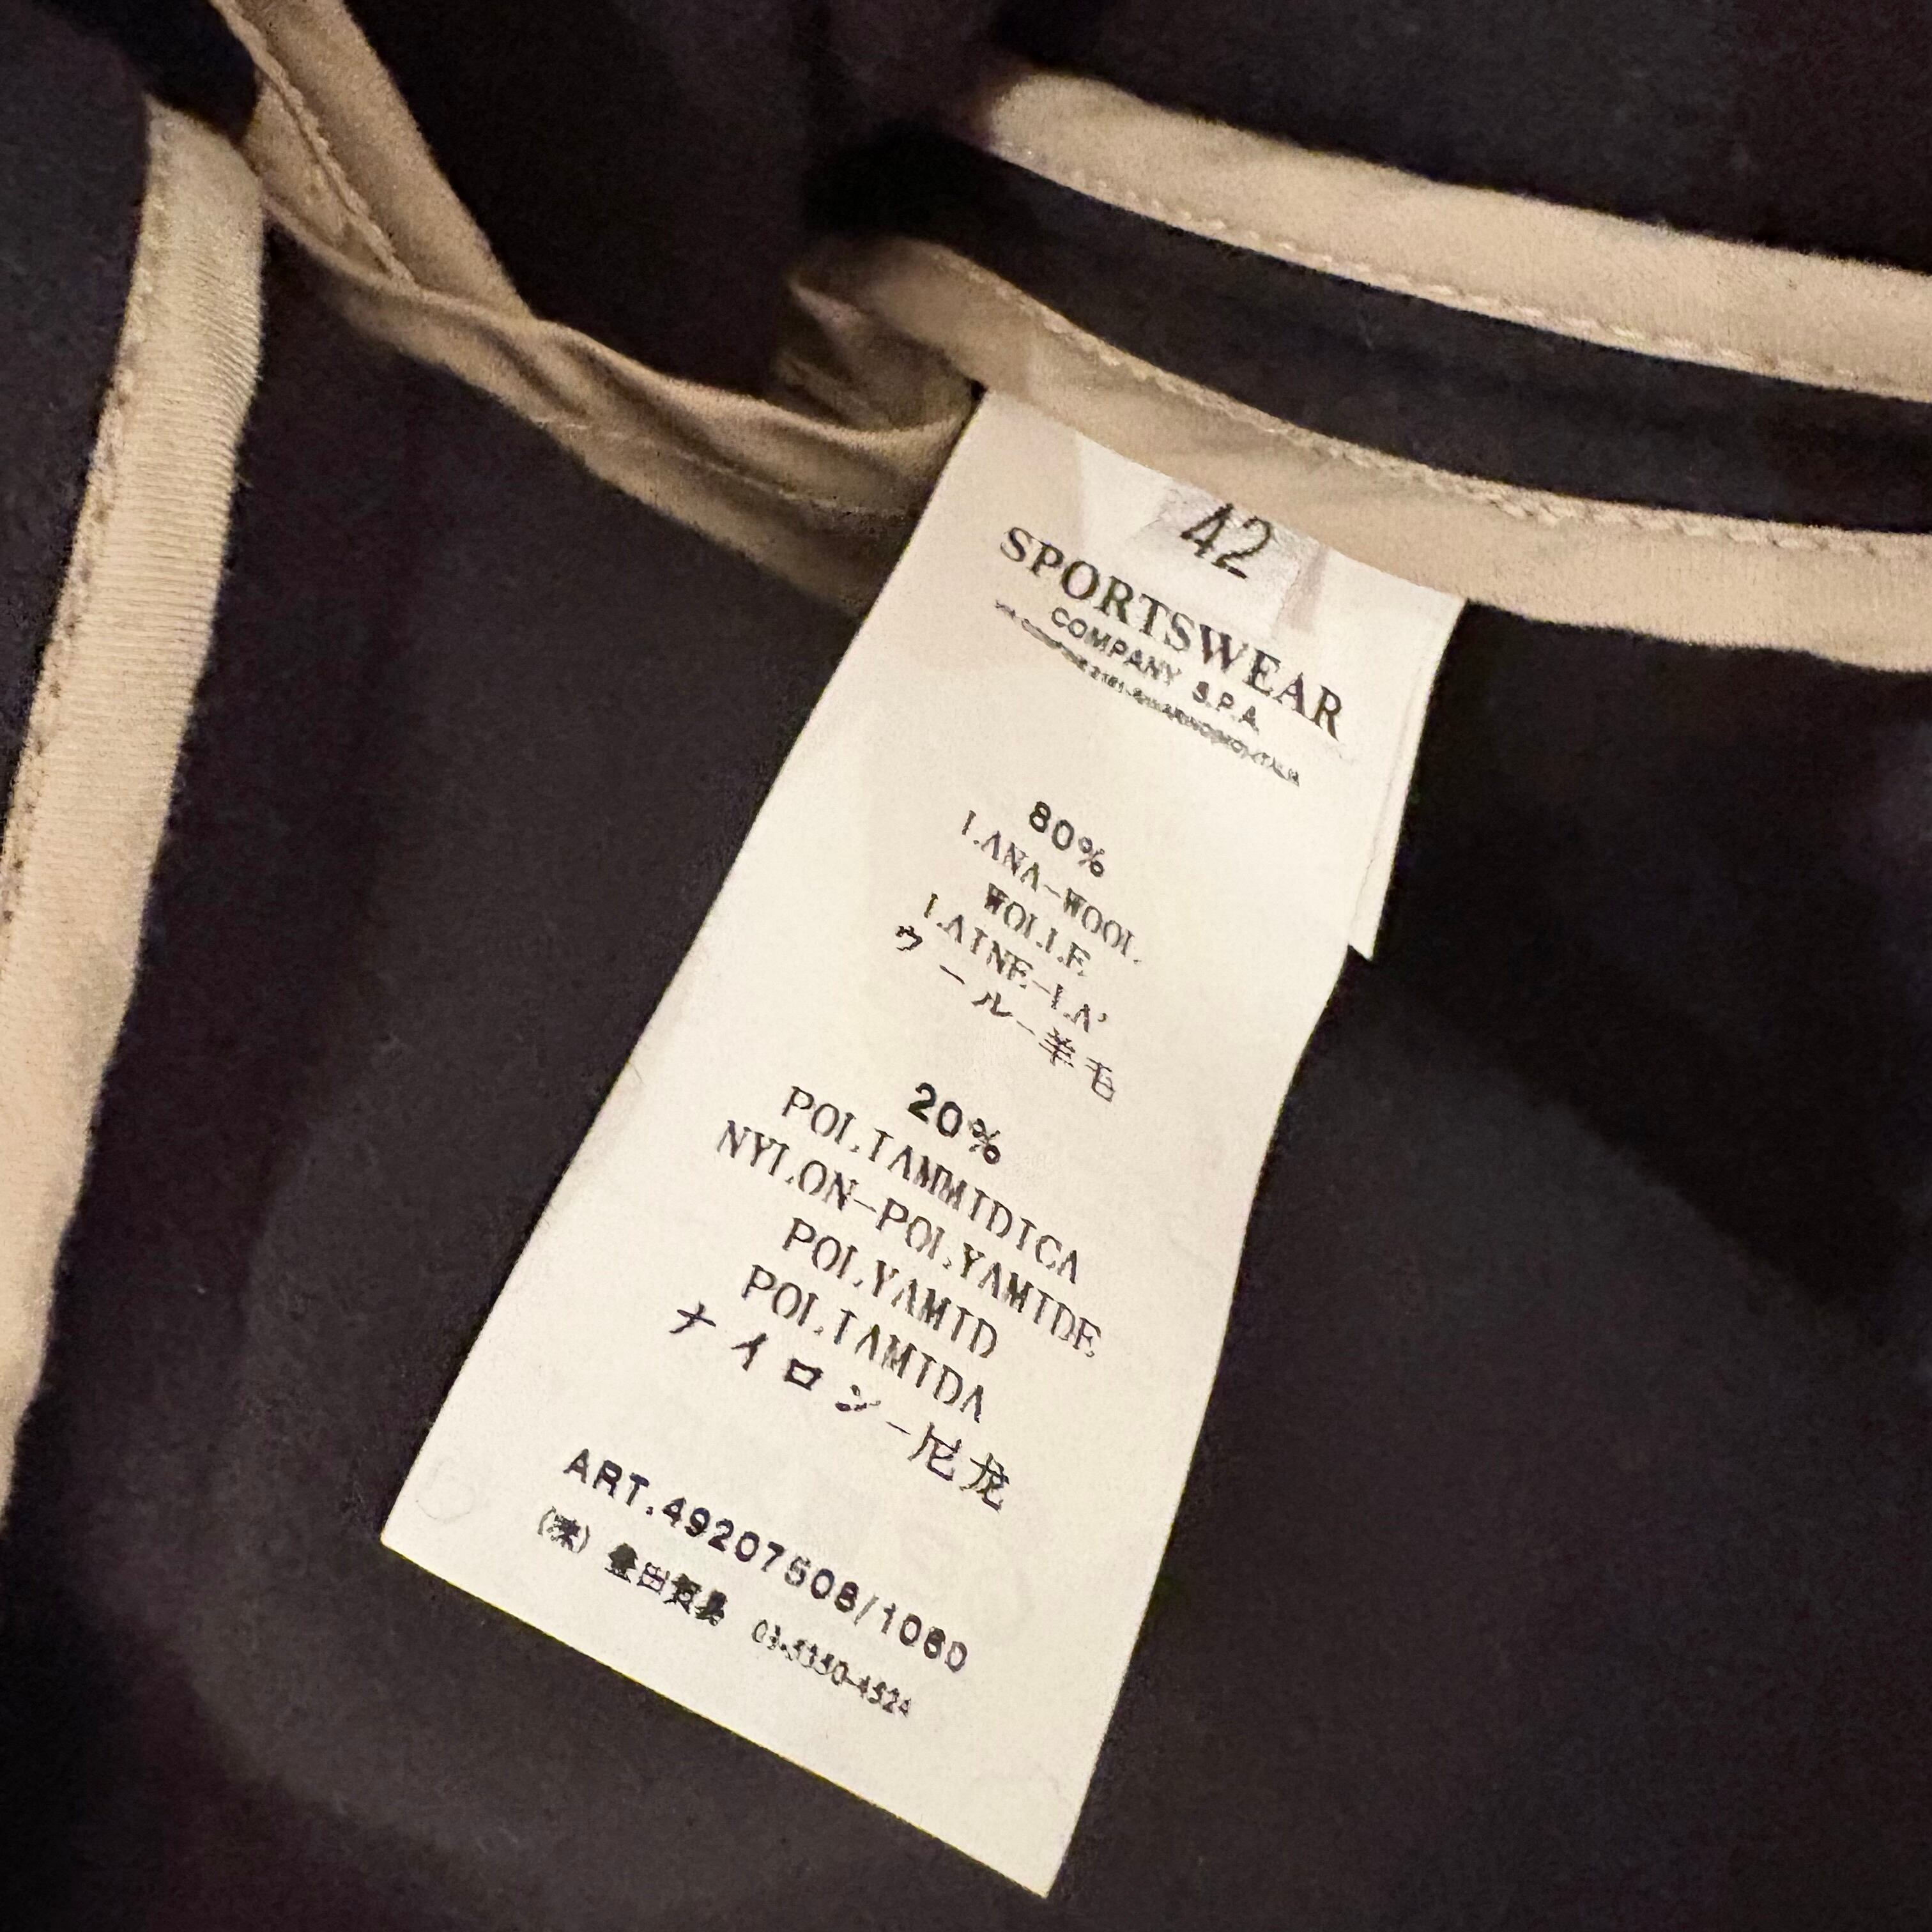 42
SPORTSWEAR
COMPANY S.P.A.
80%
LANA-WOOL
WOLLE
LAINE-LA'
ウール-羊毛
20%
POLIAMMIDICA
NYLON-POLYAMIDE
POLYAMID
POLIAMIDA
ナイロン-尼龙
ART.49207508/1060
(株)